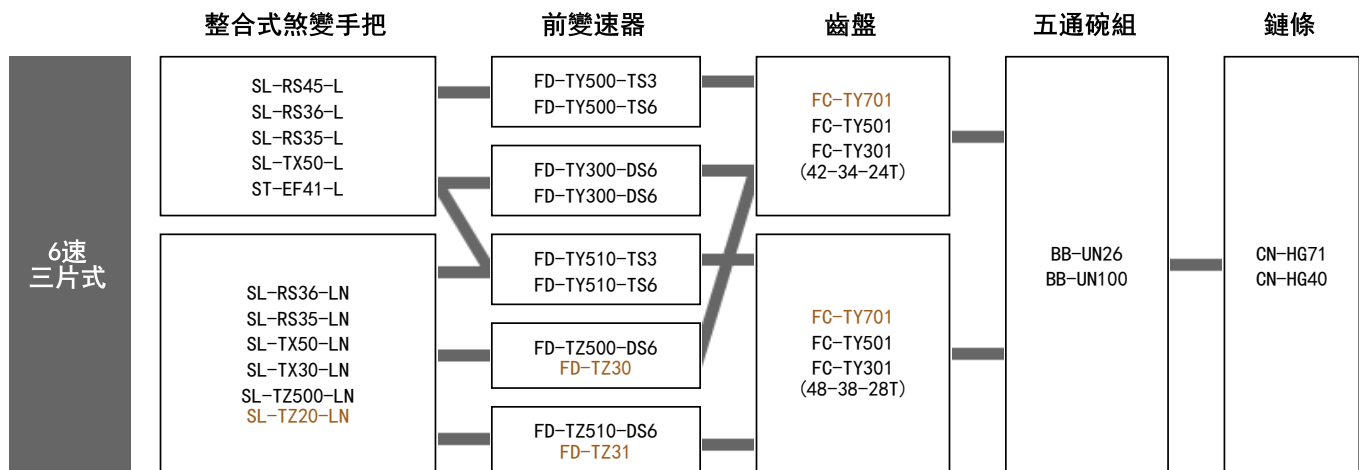 整合式煞變手把
前變速器
齒盤
五通碗組
鏈條
6速
三片式
SL-RS45-L
SL-RS36-L
SL-RS35-L
SL-TX50-L
ST-EF41-L
SL-RS36-LN
SL-RS35-LN
SL-TX50-LN
SL-TX30-LN
SL-TZ500-LN
SL-TZ20-LN
FD-TY500-TS3
FD-TY500-TS6
FD-TY300-DS6
FD-TY300-DS6
FD-TY510-TS3
FD-TY510-TS6
FD-TZ500-DS6
FD-TZ30
FD-TZ510-DS6
FD-TZ31
FC-TY701
FC-TY501
FC-TY301
(42-34-24T)
FC-TY701
FC-TY501
FC-TY301
(48-38-28T)
BB-UN26
BB-UN100
CN-HG71
CN-HG40